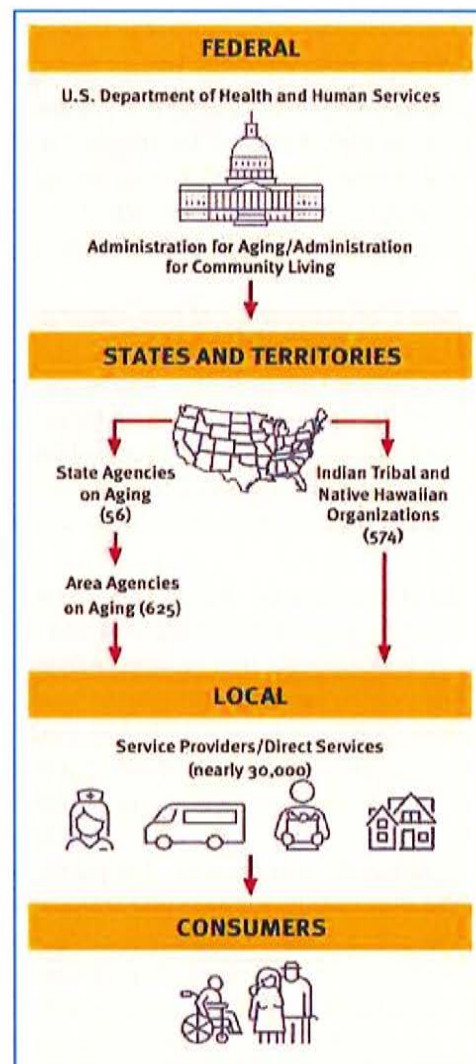 FEDERAL
U.S. Department of Health and Human Services
Administration for Aging/Administration
for Community Living
STATES AND TERRITORIES
State Agencies
on Aging
(56)
Indian Tribal and
Native Hawaiian
Organizations
(574)
Area Agencies
on Aging (625)
LOCAL
Service Providers/Direct Services
(nearly 30,000)
CONSUMERS